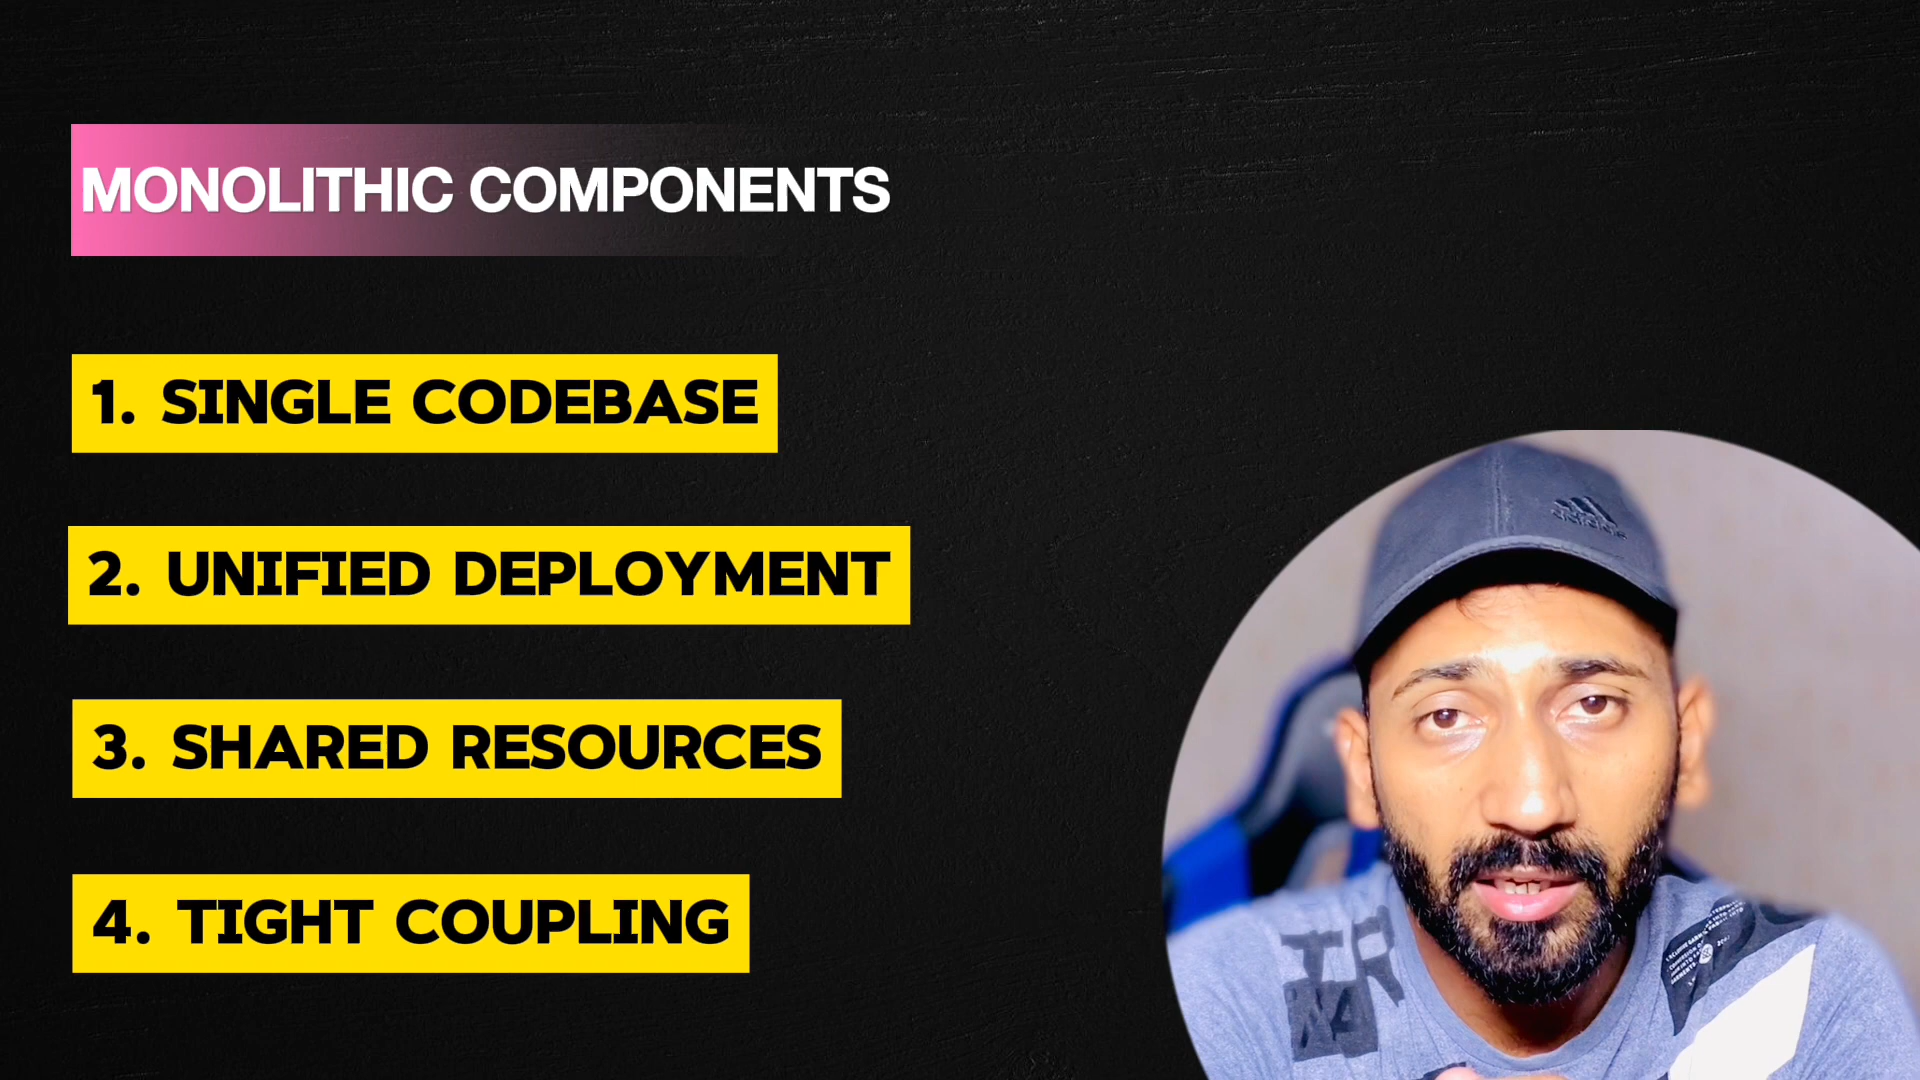 MONOLITHIC COMPONENTS
1. SINGLE CODEBASE
2. UNIFIED DEPLOYMENT
3. SHARED RESOURCES
4. TIGHT COUPLING